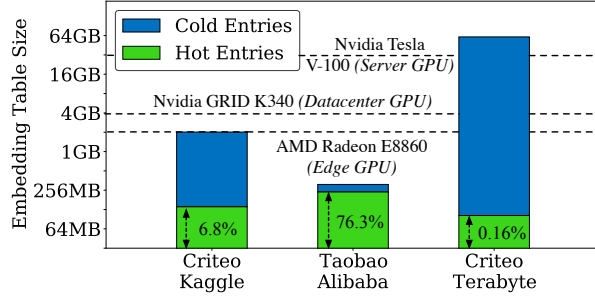 Embedding Table Size
64GB
16GB
4GB
1GB
256MB
64MB
Cold Entries
Hot Entries
Nvidia Tesla
V-100 (Server GPU)
Nvidia GRID K340 (Datacenter GPU)
AMD Radeon E8860
(Edge GPU)
6.8%
76.3%
0.16%
Criteo
Kaggle
Taobao
Alibaba
Criteo
Terabyte